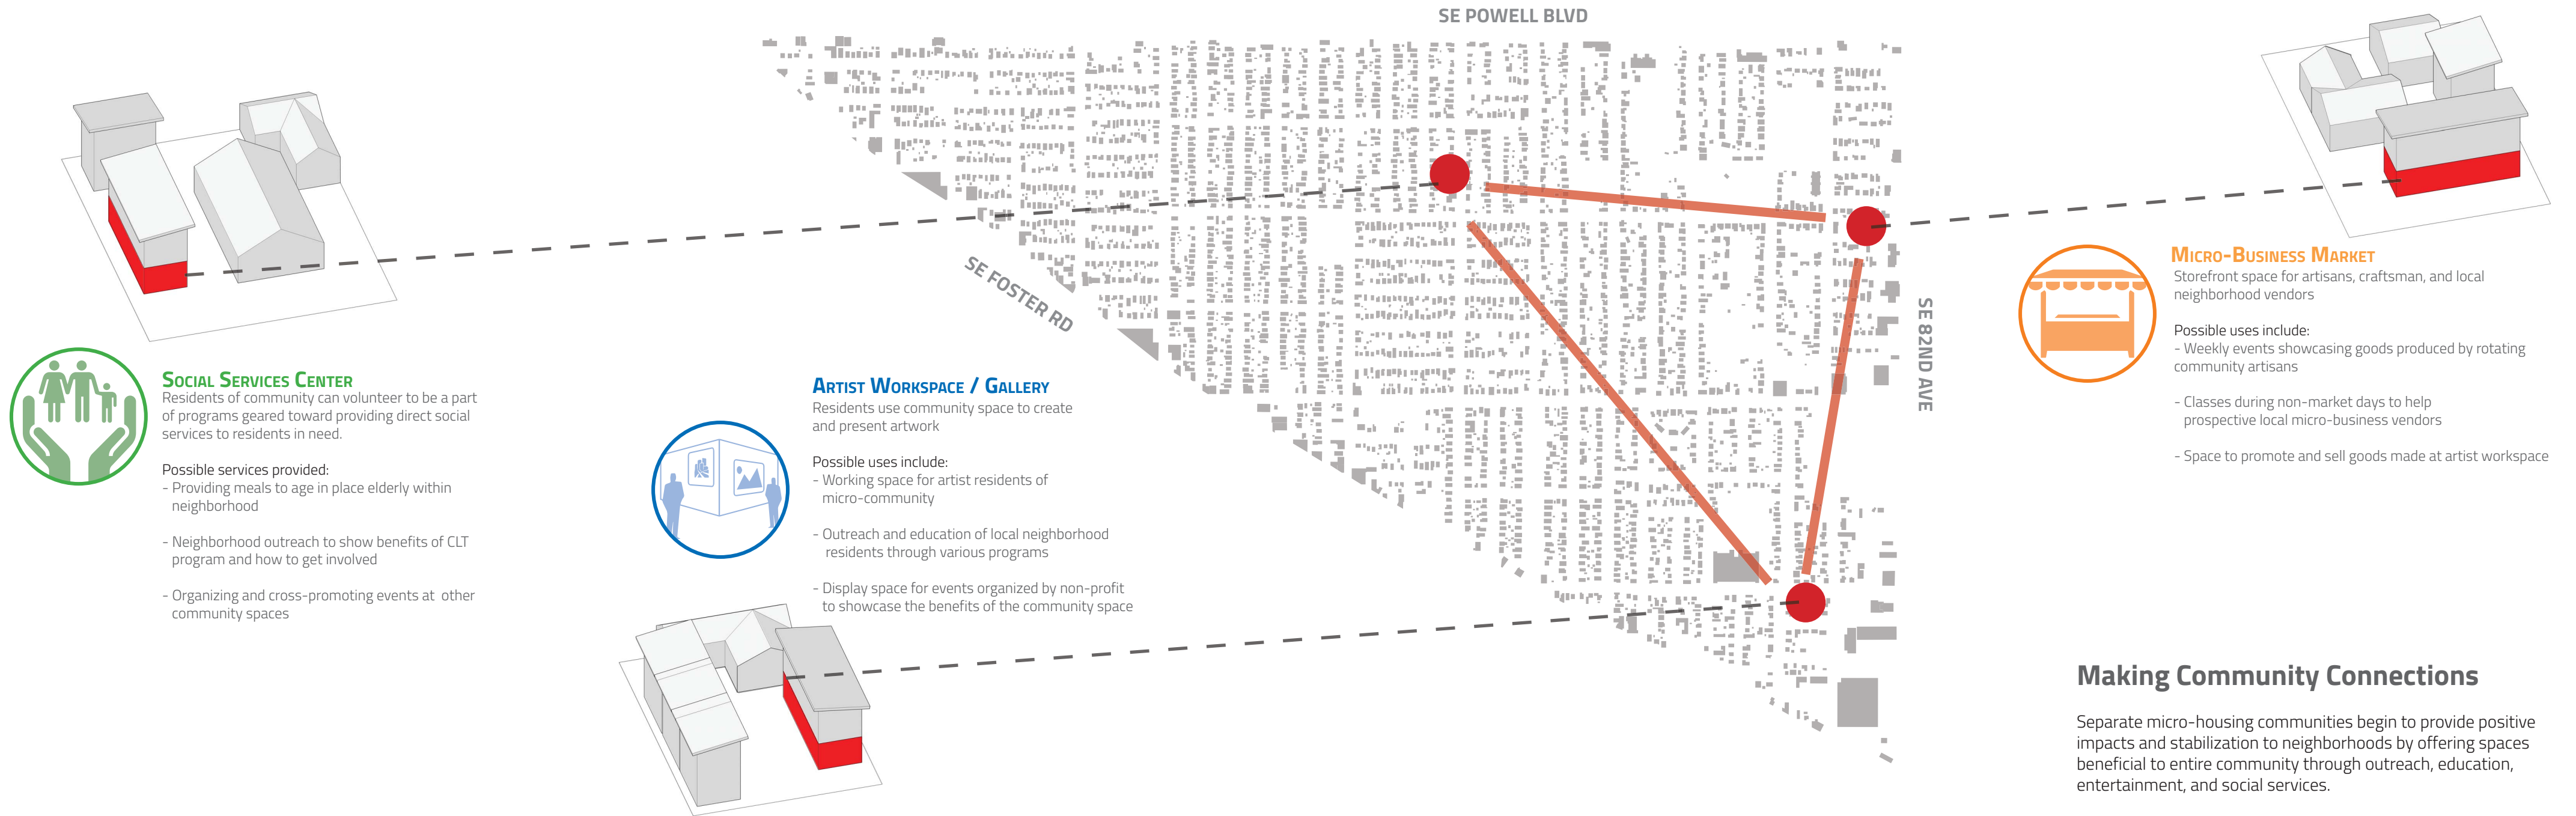 SE POWELL BLVD
SE FOSTER RD
SE 82ND AVE
Social Services Center
Residents of community can volunteer to be a part
of programs geared toward providing direct social
services to residents in need.
Possible services provided:
- Providing meals to age in place elderly within
neighborhood
- Neighborhood outreach to show benefits of CLT
program and how to get involved
- Organizing and cross-promoting events at other
community spaces
Artist Workspace / Gallery
Residents use community space to create
and present artwork
Possible uses include:
- Working space for artist residents of
micro-community
- Outreach and education of local neighborhood
residents through various programs
- Display space for events organized by non-profit
to showcase the benefits of the community space
Micro-Business Market
Storefront space for artisans, craftsman, and local
neighborhood vendors
Possible uses include:
- Weekly events showcasing goods produced by rotating
community artisans
- Classes during non-market days to help
prospective local micro-business vendors
- Space to promote and sell goods made at artist workspace
Making Community Connections
Separate micro-housing communities begin to provide positive
impacts and stabilization to neighborhoods by offering spaces
beneficial to entire community through outreach, education,
entertainment, and social services.